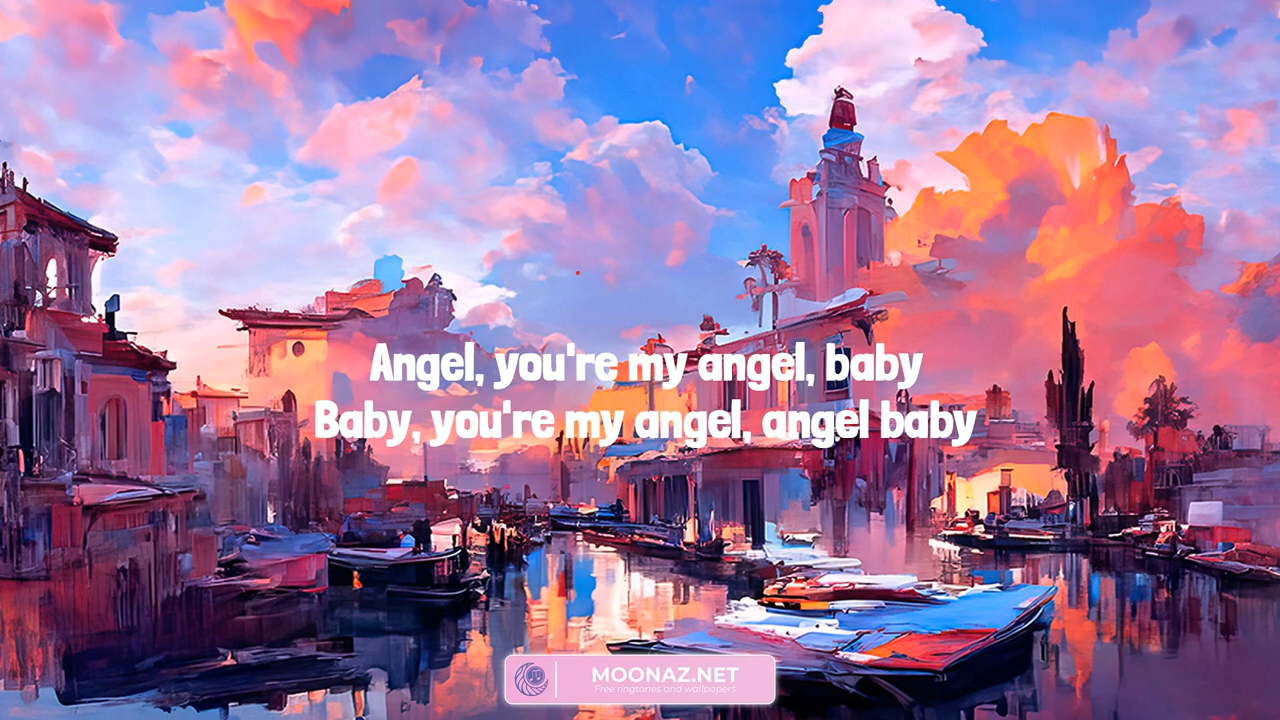 Angel, you're my angel, baby
Baby, you're my angel, angel baby
MOONAZ.NET
Free ringtones and wallpapers